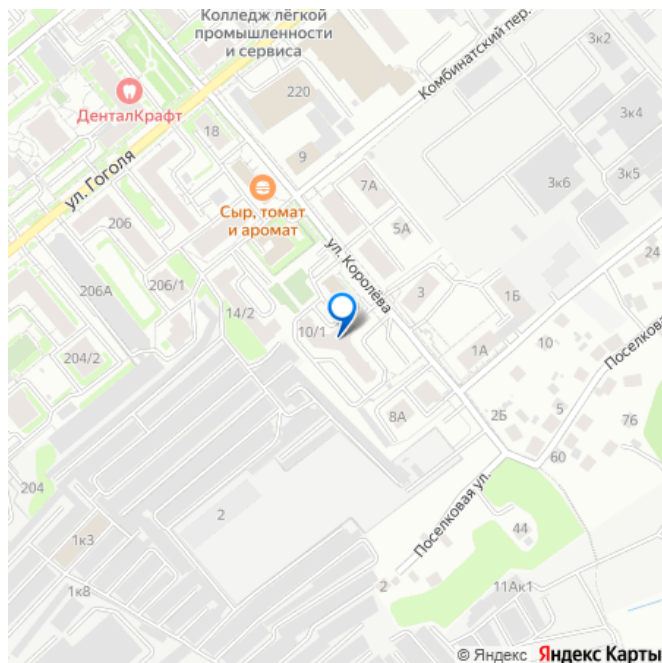 Колледж лёгкой
промышленности
и сервиса
Комбинатский пер.
3к2
ДенталКрафт
220
3к4
18
ул. Гоголя
9
7А
3к6
3к5
Сыр, томат
и аромат
206
5А
ул. Королёва
24
206А
206/1
3
1Б
14/2
10/1
Поселкова
204/2
1А
10
8А
2Б
5
76
60
204
2
Поселковая ул.
44
1к3
1к8
2
11Ак1
© Яндекс Яндекс Карты